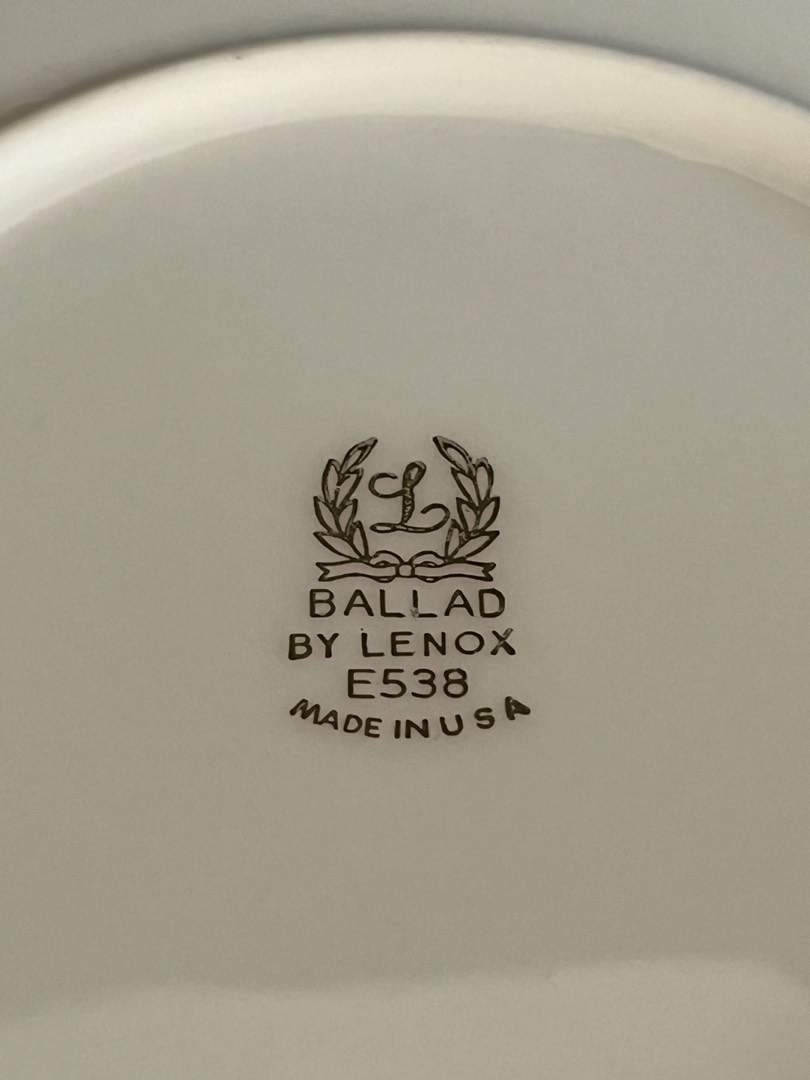 L
BALLAD
BY LENOX
E538
MADE IN USA